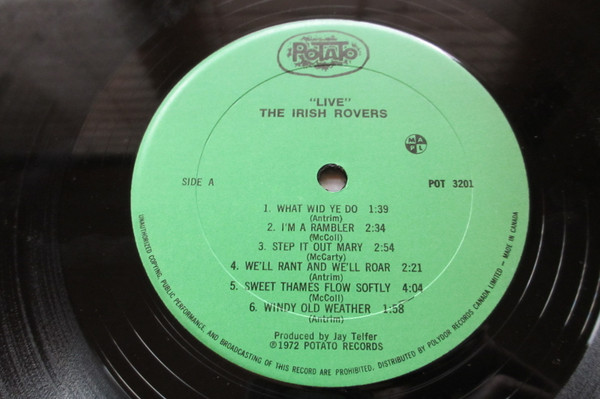 POTATO
"LIVE"
THE IRISH ROVERS
M A P L
SIDE A
POT 3201
1. WHAT WID YE DO 1:39
(Antrim)
2. I'M A RAMBLER 2:34
(McColl)
3. STEP IT OUT MARY 2:54
(McCarty)
4. WE'LL RANT AND WE'LL ROAR 2:21
(Antrim)
5. SWEET THAMES FLOW SOFTLY 4:04
(McColl)
6. WINDY OLD WEATHER 1:58
(Antrim)
Produced by Jay Telfer
℗1972 POTATO RECORDS
UNAUTHORIZED COPYING, PUBLIC PERFORMANCE AND BROADCASTING OF THIS RECORD ARE PROHIBITED, DISTRIBUTED BY POLYDOR RECORDS CANADA LIMITED – MADE IN CANADA